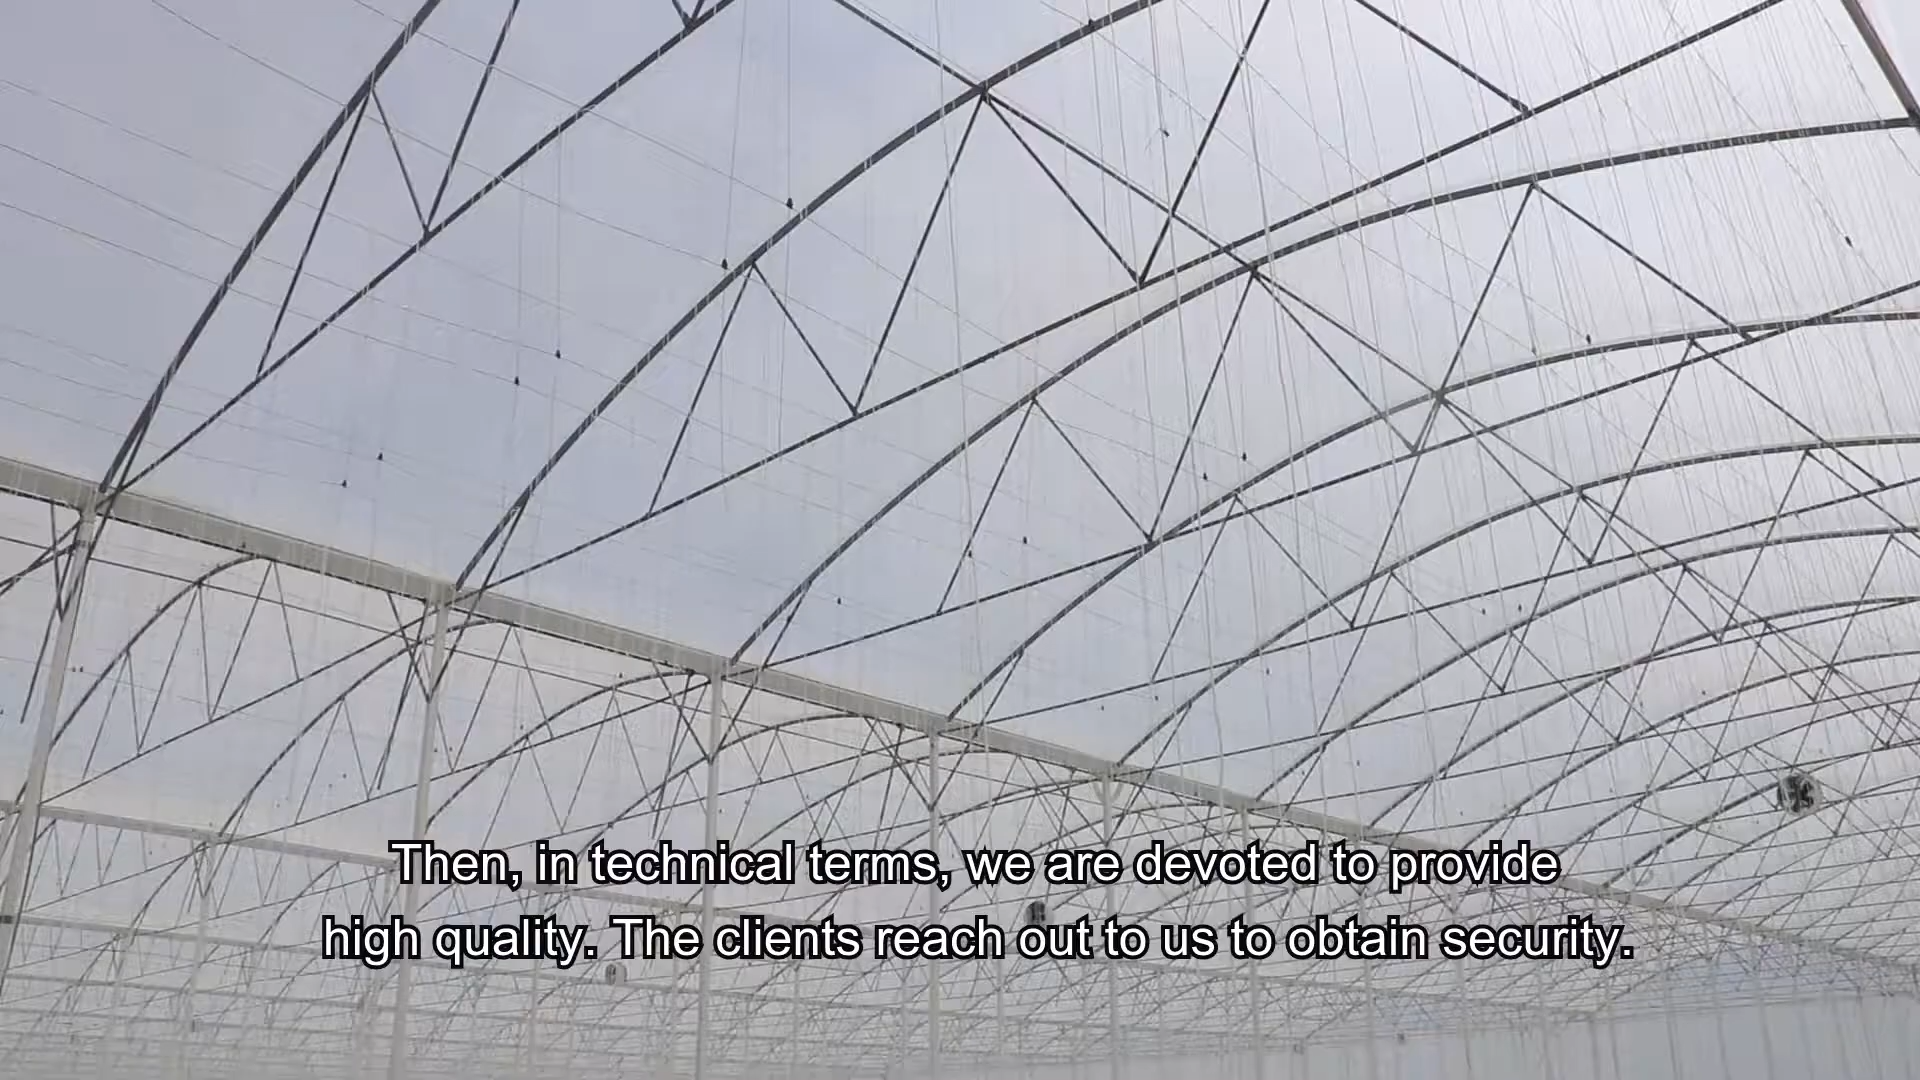 Then, in technical terms, we are devoted to provide
high quality. The clients reach out to us to obtain security.